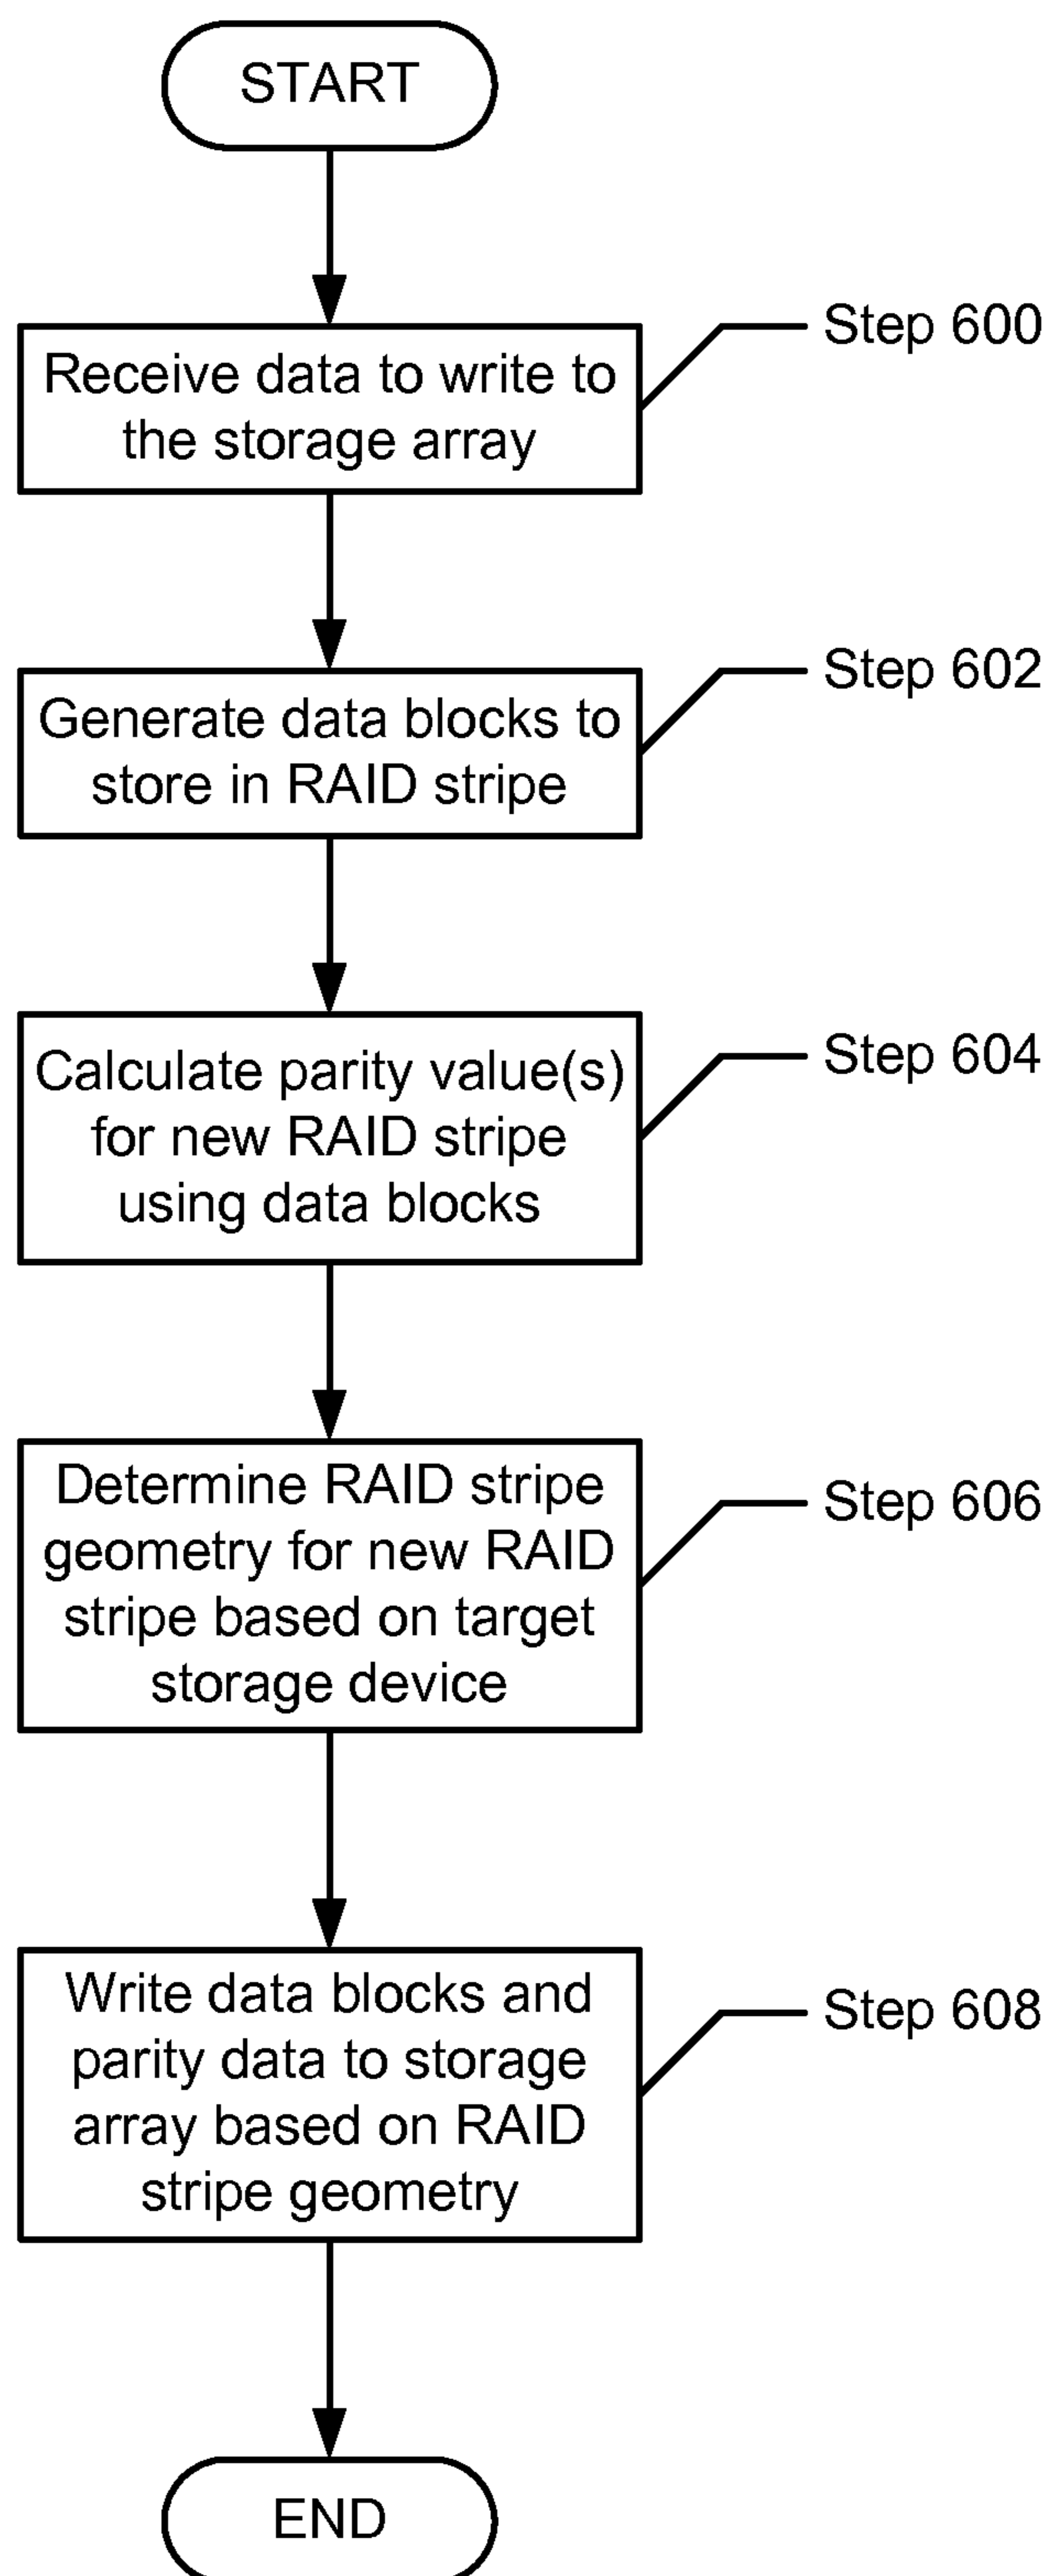 START
Step 600
Receive data to write to
the storage array
Step 602
Generate data blocks to
store in RAID stripe
Step 604
Calculate parity value(s)
for new RAID stripe
using data blocks
Step 606
Determine RAID stripe
geometry for new RAID
stripe based on target
storage device
Step 608
Write data blocks and
parity data to storage
array based on RAID
stripe geometry
END